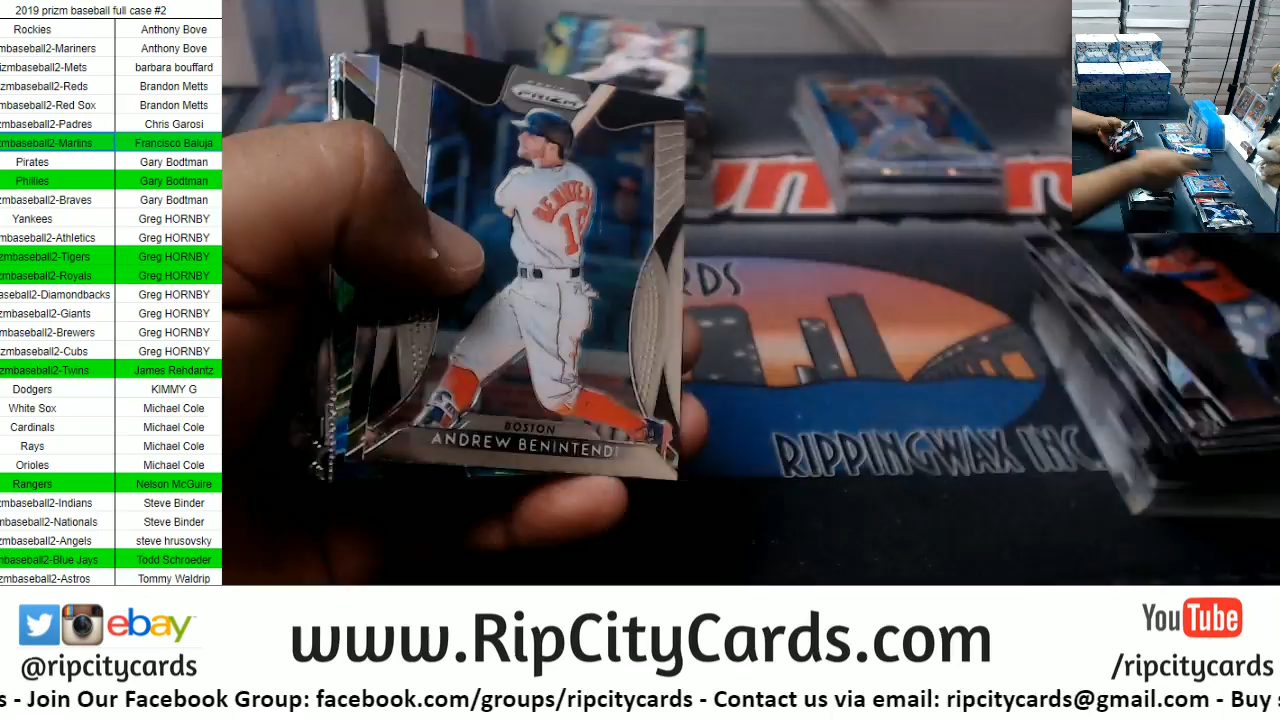 2019 prizm baseball full case #2
Rockies Anthony Bove
zmbaseball2-Mariners Anthony Bove
izmbaseball2-Mets barbara bouffard
zmbaseball2-Reds Brandon Metts
mbaseball2-Red Sox Brandon Metts
zmbaseball2-Padres Chris Garosi
zmbaseball2-Marlins Francisco Baluja
Pirates Gary Bodtman
Phillies Gary Bodtman
zmbaseball2-Braves Gary Bodtman
Yankees Greg HORNBY
mbaseball2-Athletics Greg HORNBY
zmbaseball2-Tigers Greg HORNBY
zmbaseball2-Royals Greg HORNBY
aseball2-Diamondbacks Greg HORNBY
zmbaseball2-Giants Greg HORNBY
mbaseball2-Brewers Greg HORNBY
zmbaseball2-Cubs Greg HORNBY
zmbaseball2-Twins James Rehdantz
Dodgers KIMMY G
White Sox Michael Cole
Cardinals Michael Cole
Rays Michael Cole
Orioles Michael Cole
Rangers Nelson McGuire
zmbaseball2-Indians Steve Binder
mbaseball2-Nationals Steve Binder
zmbaseball2-Angels steve hrusovsky
mbaseball2-Blue Jays Todd Schroeder
zmbaseball2-Astros Tommy Waldrip
PRIZM
BOSTON
ANDREW BENINTENDI
RDS
RIPPINGWAX INC
ebay
@ripcitycards
www.RipCityCards.com
YouTube
/ripcitycards
s - Join Our Facebook Group: facebook.com/groups/ripcitycards - Contact us via email: ripcitycards@gmail.com - Buy s